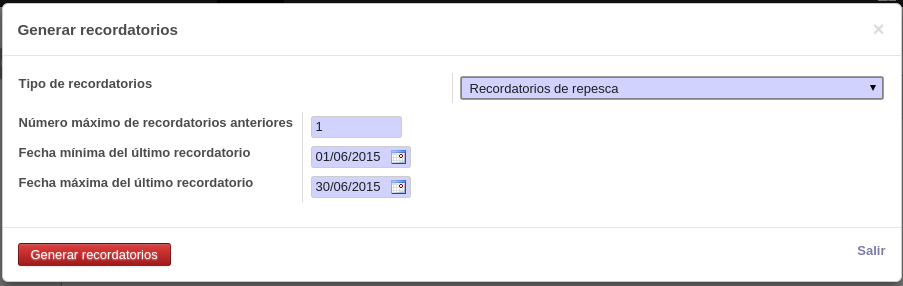 Generar recordatorios
×
Tipo de recordatorios
Recordatorios de repesca
Número máximo de recordatorios anteriores
1
Fecha mínima del último recordatorio
01/06/2015
Fecha máxima del último recordatorio
30/06/2015
Generar recordatorios
Salir